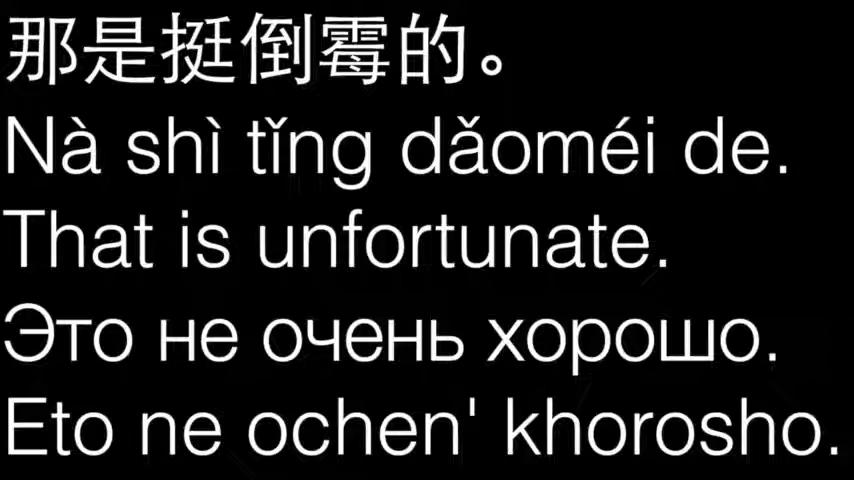 那是挺倒霉的。
Nà shì tǐng dǎoméi de.
That is unfortunate.
Это не очень хорошо.
Eto ne ochen' khorosho.